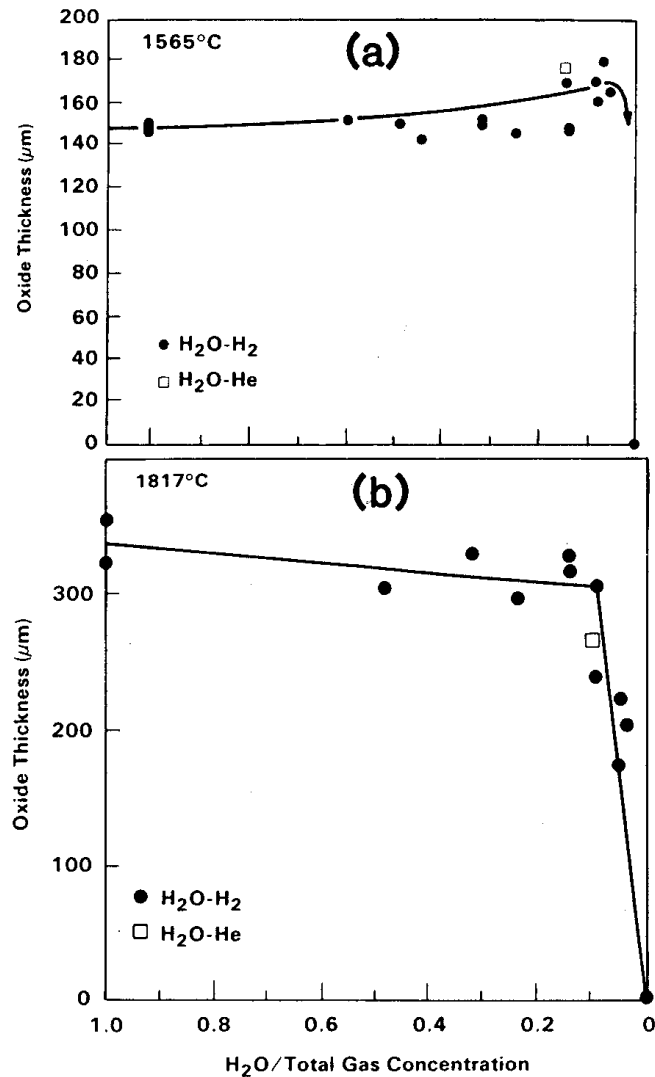 1565°C
(a)
200
180
160
140
120
100
80
60
40
20
0
Oxide Thickness (μm)
H2O-H2
H2O-He
1817°C
(b)
300
200
100
0
Oxide Thickness (μm)
H2O-H2
H2O-He
1.0 0.8 0.6 0.4 0.2 0
H2O/Total Gas Concentration